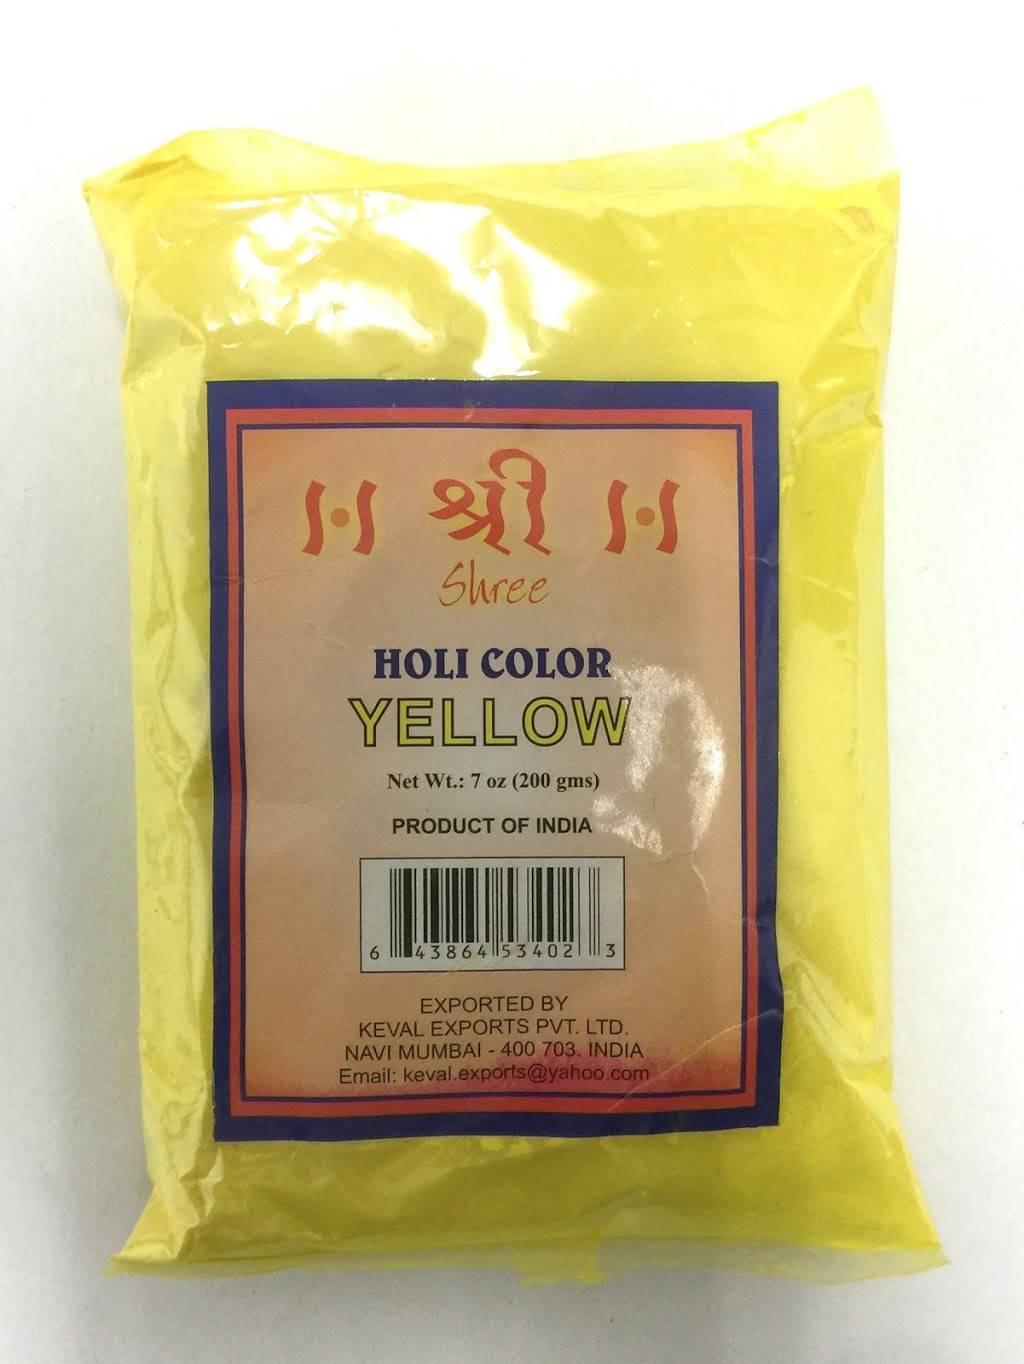 श्री
Shree
HOLI COLOR
YELLOW
Net Wt.: 7 oz (200 gms)
PRODUCT OF INDIA
6 43864 53402 3
EXPORTED BY
KEVAL EXPORTS PVT. LTD.
NAVI MUMBAI - 400 703. INDIA
Email: keval.exports@yahoo.com